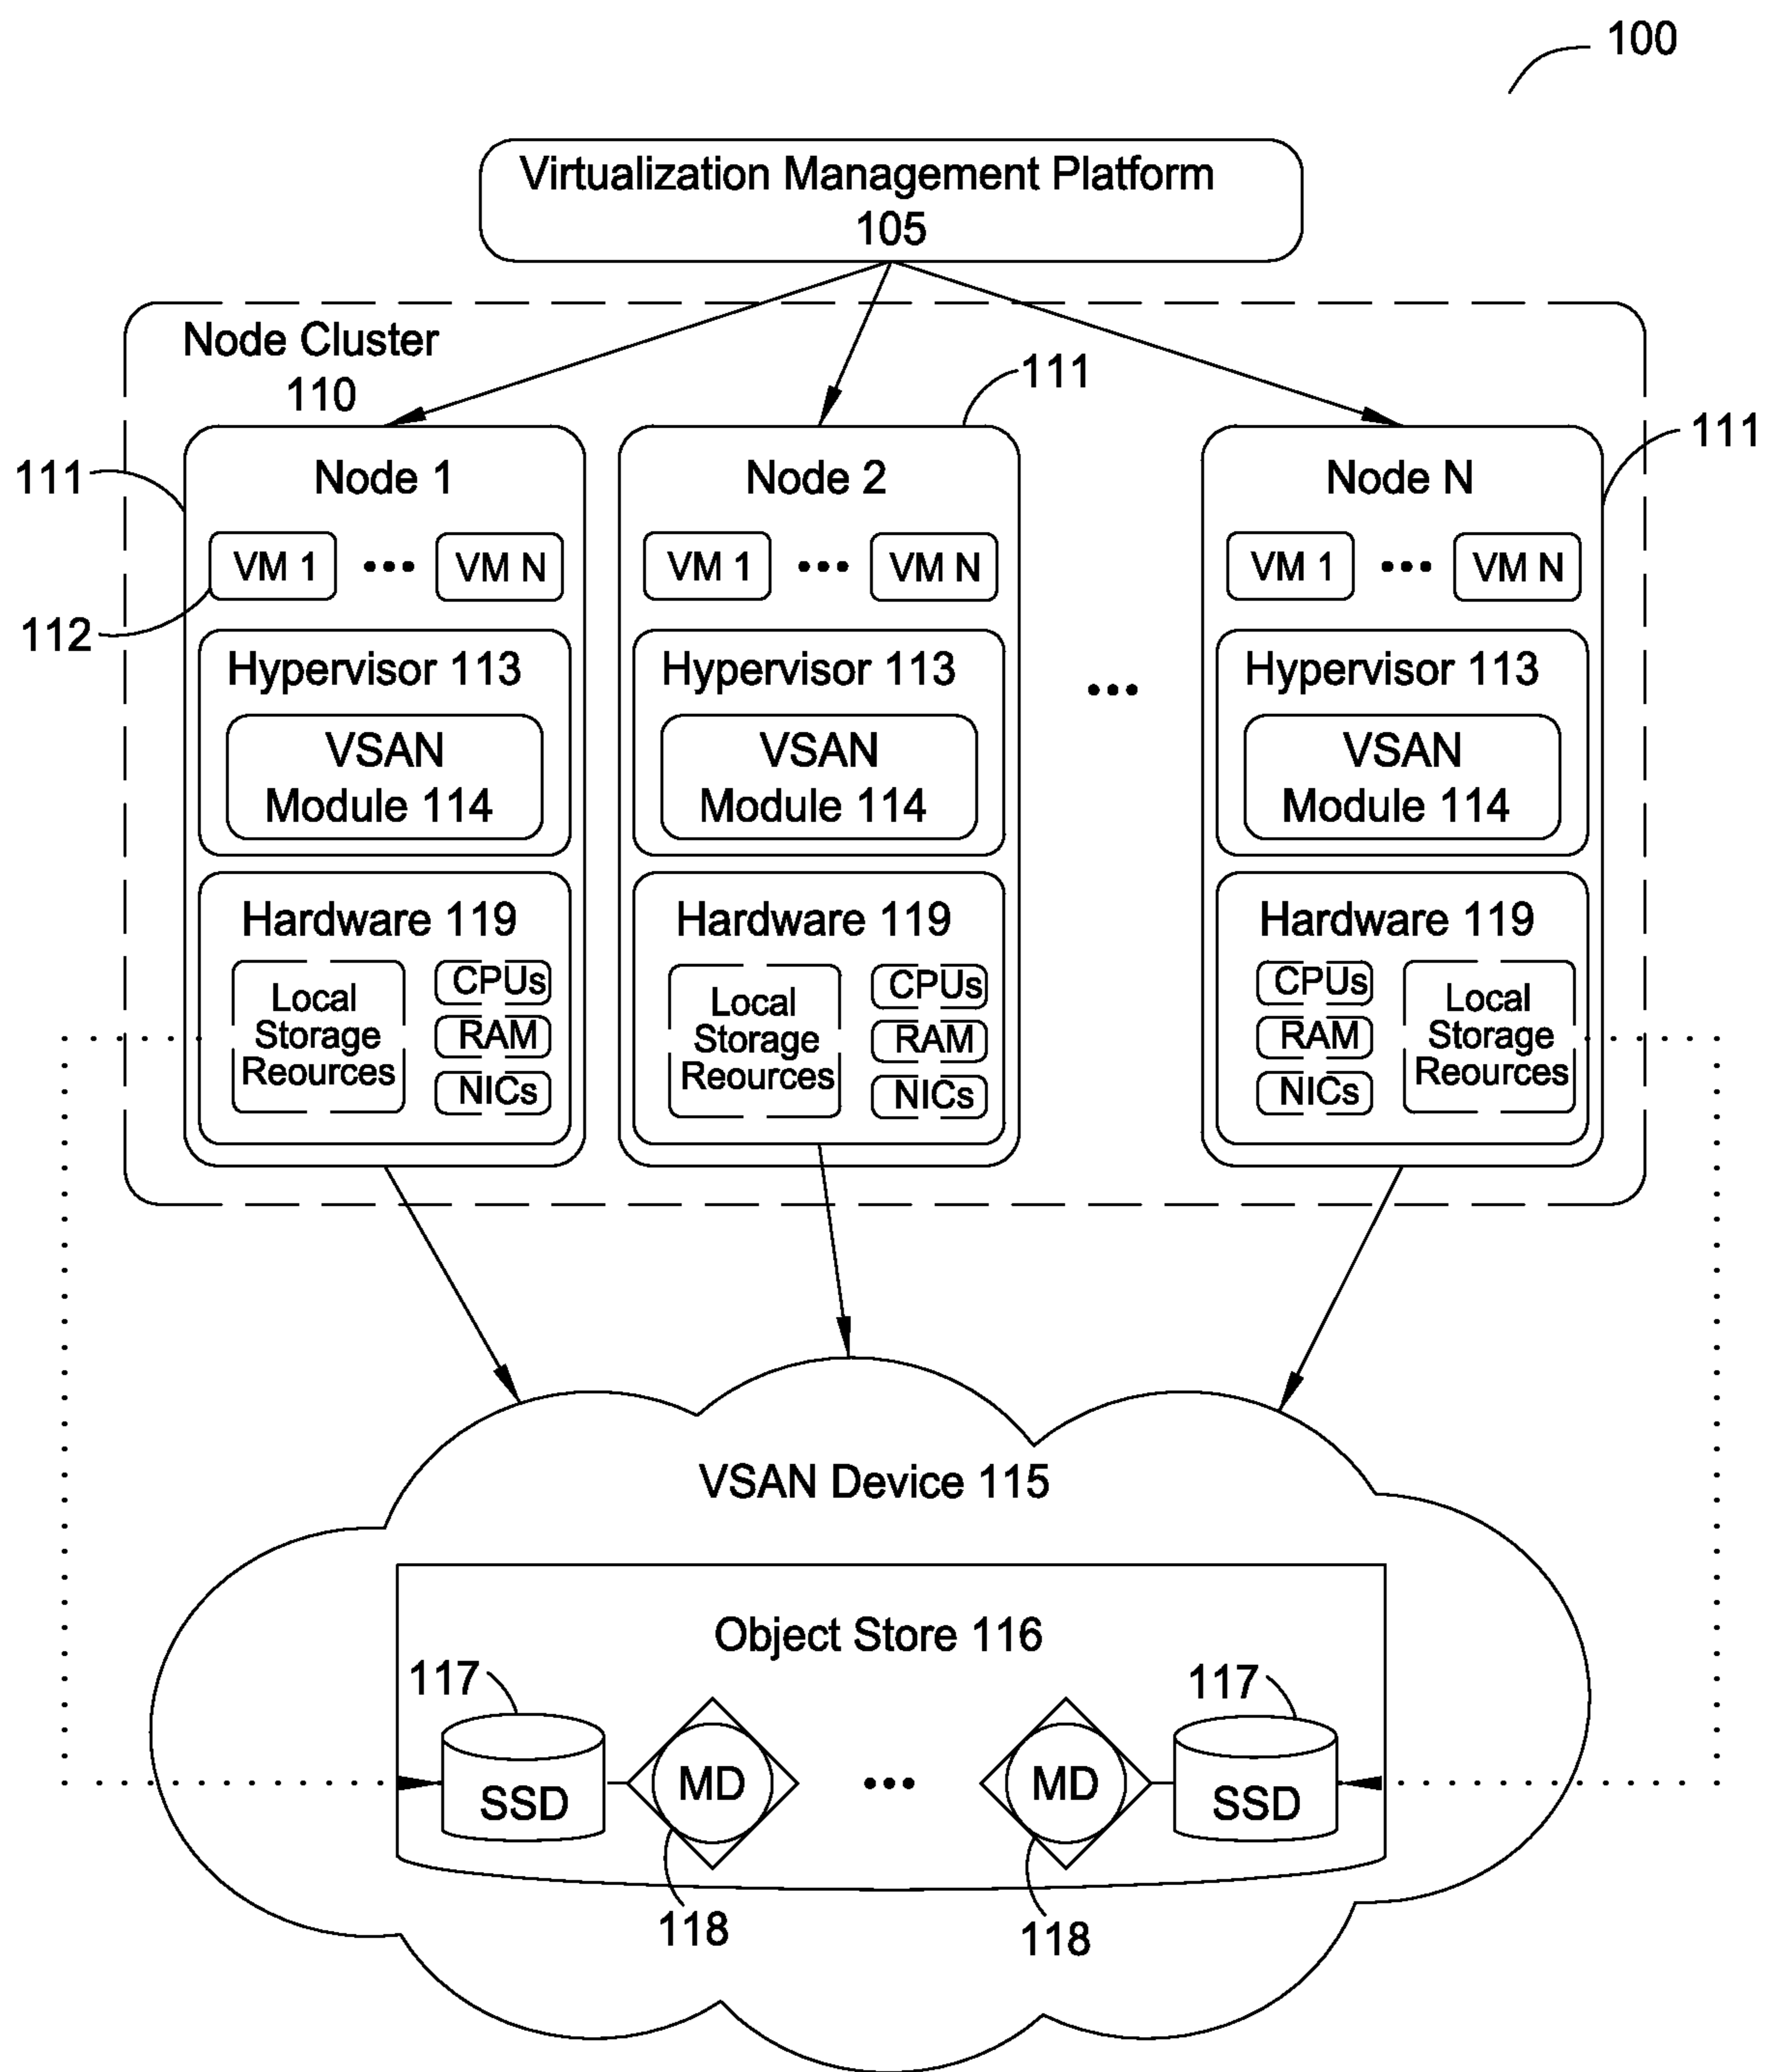 100
Virtualization Management Platform
105
Node Cluster
110
111
111
111
Node 1
VM 1 ... VM N
112
Hypervisor 113
VSAN
Module 114
Hardware 119
Local
Storage
Reources
CPUs
RAM
NICs
Node 2
VM 1 ... VM N
Hypervisor 113
VSAN
Module 114
Hardware 119
Local
Storage
Reources
CPUs
RAM
NICs
...
Node N
VM 1 ... VM N
Hypervisor 113
VSAN
Module 114
Hardware 119
CPUs
RAM
NICs
Local
Storage
Reources
VSAN Device 115
Object Store 116
117
117
SSD
MD
...
MD
SSD
118
118